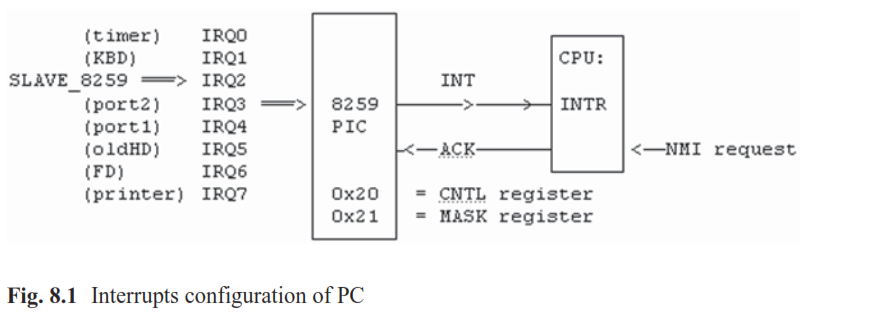 (timer) IRQ0
(KBD) IRQ1 CPU:
SLAVE_8259 ==> IRQ2 INT
(port2) IRQ3 ==> 8259 -> -> INTR
(port1) IRQ4 PIC
(oldHD) IRQ5 <—ACK— <—NMI request
(FD) IRQ6
(printer) IRQ7 0x20 = CNTL register
0x21 = MASK register
Fig. 8.1 Interrupts configuration of PC